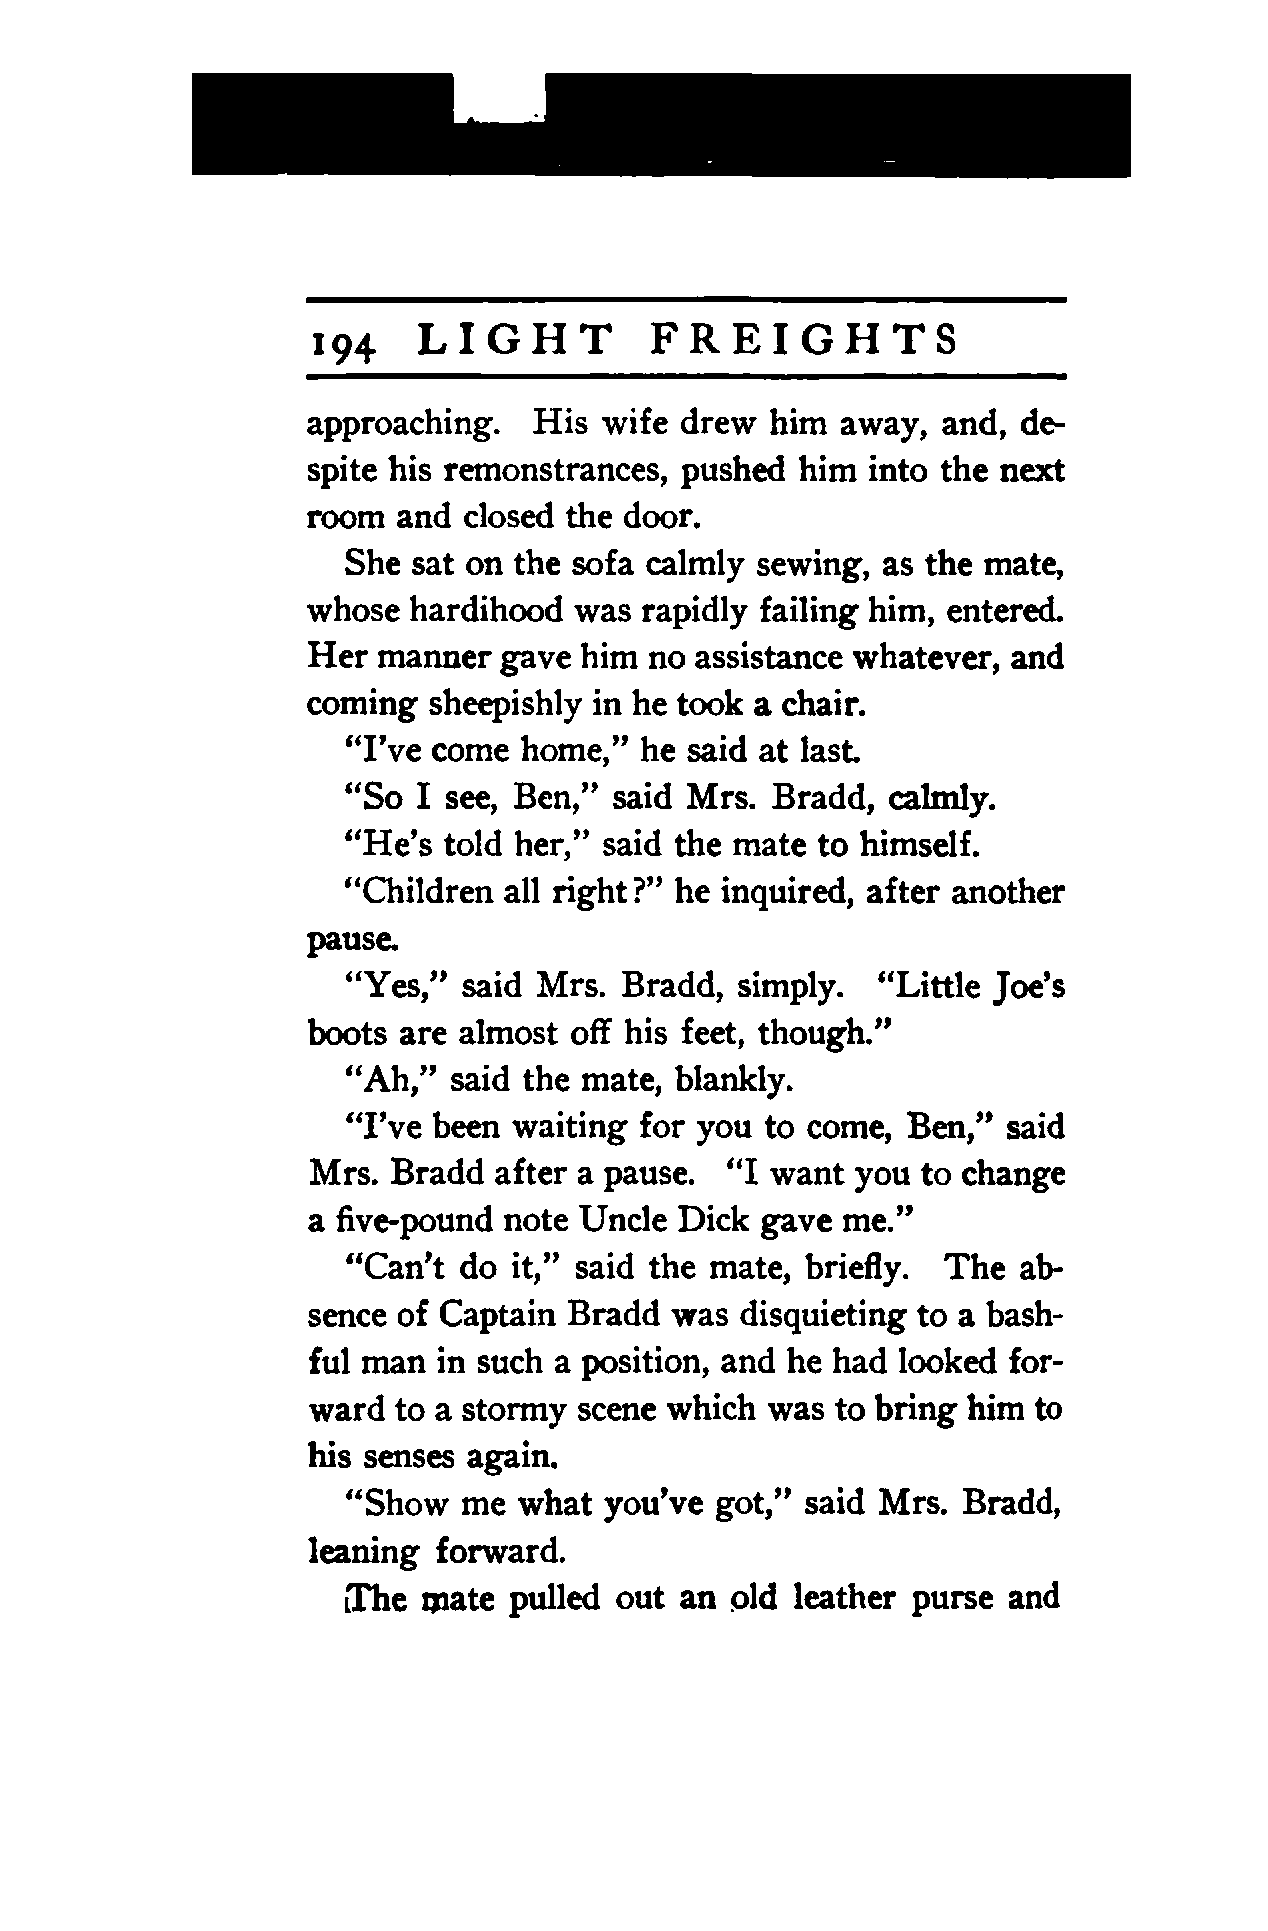 194 LIGHT FREIGHTS
approaching. His wife drew him away, and, de-
spite his remonstrances, pushed him into the next
room and closed the door.
She sat on the sofa calmly sewing, as the mate,
whose hardihood was rapidly failing him, entered.
Her manner gave him no assistance whatever, and
coming sheepishly in he took a chair.
"I've come home," he said at last.
"So I see, Ben," said Mrs. Bradd, calmly.
"He's told her," said the mate to himself.
"Children all right?" he inquired, after another
pause.
"Yes," said Mrs. Bradd, simply. "Little Joe's
boots are almost off his feet, though."
"Ah," said the mate, blankly.
"I've been waiting for you to come, Ben," said
Mrs. Bradd after a pause. "I want you to change
a five-pound note Uncle Dick gave me."
"Can't do it," said the mate, briefly. The ab-
sence of Captain Bradd was disquieting to a bash-
ful man in such a position, and he had looked for-
ward to a stormy scene which was to bring him to
his senses again.
"Show me what you've got," said Mrs. Bradd,
leaning forward.
The mate pulled out an old leather purse and